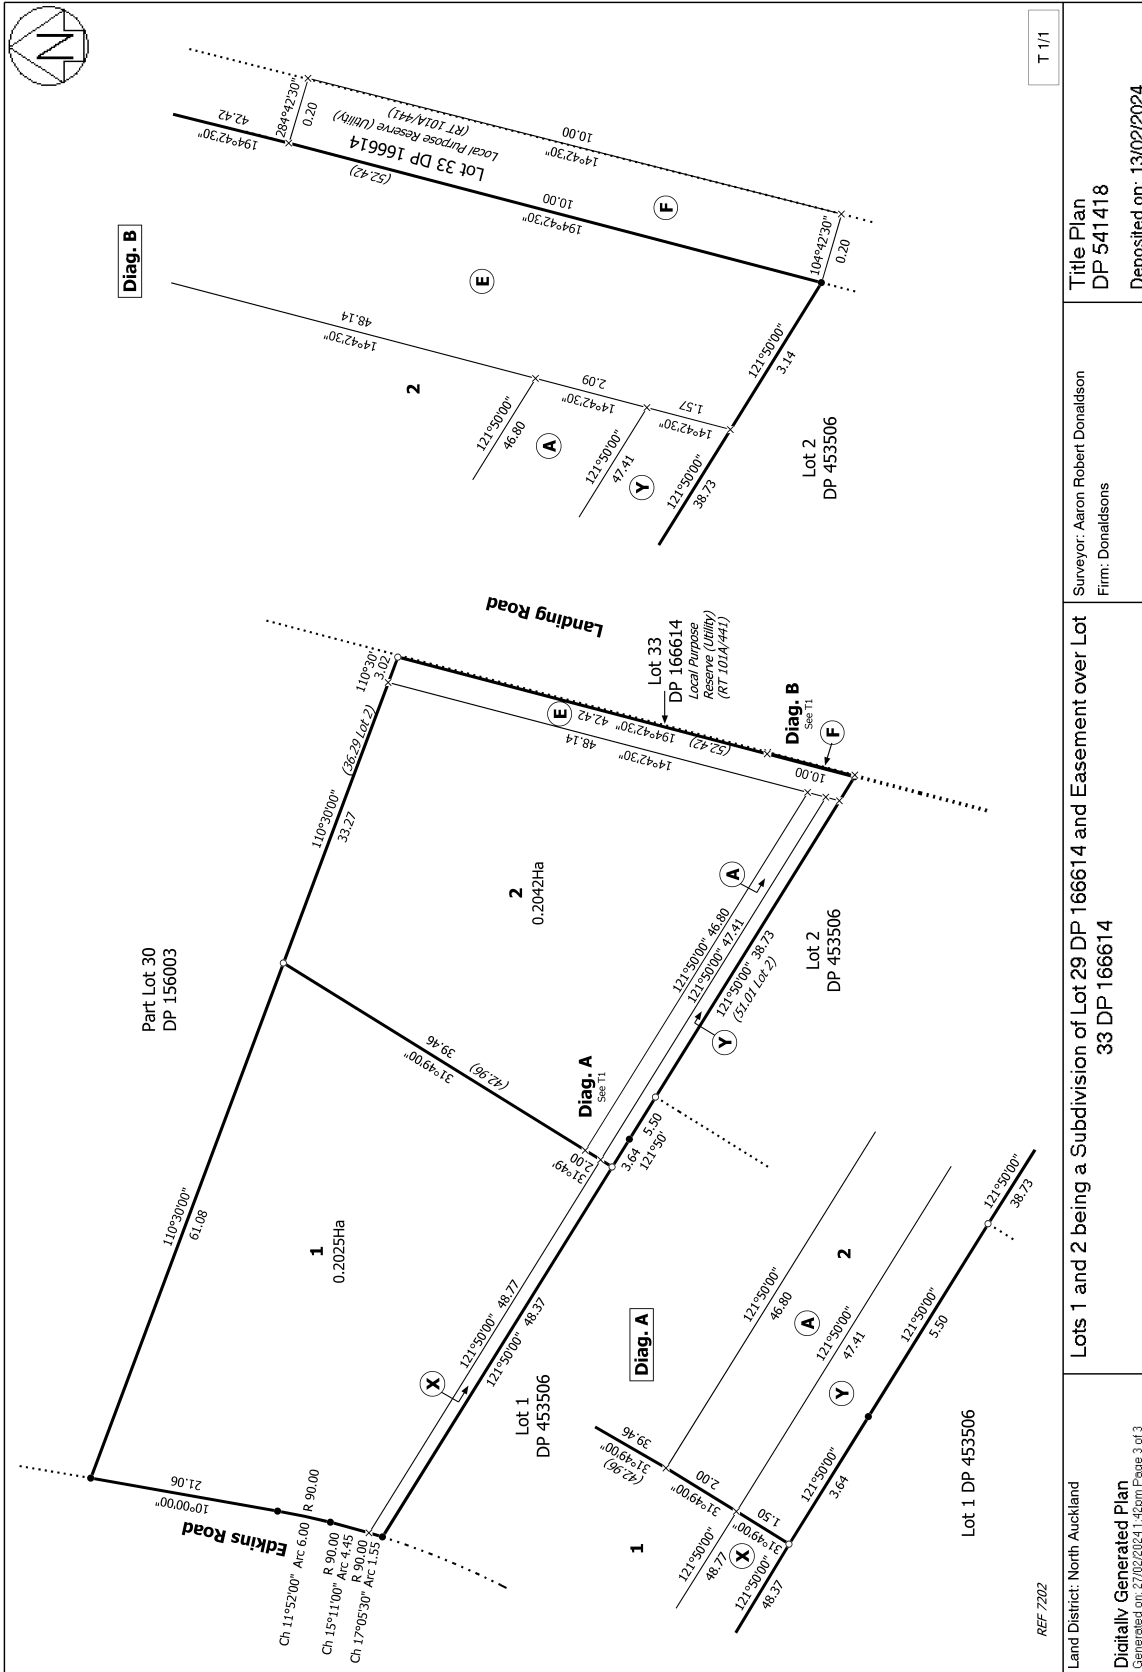 N
T 1/1
Diag. B
194°42'30"
42.42
284°42'30"
0.20
Lot 33 DP 166614
Local Purpose Reserve (Utility)
(RT 101A/441)
(52.42)
194°42'30"
10.00
14°42'30"
10.00
F
E
104°42'30"
0.20
14°42'30"
48.14
2
121°50'00"
46.80
A
14°42'30"
2.09
121°50'00"
47.41
Y
14°42'30"
1.57
121°50'00"
38.73
121°50'00"
3.14
Lot 2
DP 453506
Landing Road
Part Lot 30
DP 156003
110°30'00"
61.08
110°30'00"
33.27
(36.29 Lot 2)
110°30'
3.02
Lot 33
DP 166614
Local Purpose
Reserve (Utility)
(RT 101A/441)
E
194°42'30" 42.42
(52.42)
14°42'30"
48.14
10.00
Diag. B
See T1
F
2
0.2042Ha
A
121°50'00" 46.80
121°50'00" 47.41
121°50'00" 38.73
(51.01 Lot 2)
Y
Lot 2
DP 453506
31°49'00"
39.46
(42.96)
Diag. A
See T1
31°49'
2.00
3.64
5.50
121°50'
1
0.2025Ha
10°00'00"
21.06
Edkins Road
Ch 11°52'00" Arc 6.00 R 90.00
Ch 15°11'00" Arc 4.45
R 90.00
Ch 17°05'30" Arc 1.55
R 90.00
X
121°50'00" 48.77
121°50'00" 48.37
Lot 1
DP 453506
Diag. A
1
31°49'00"
39.46
(42.96)
31°49'00"
2.00
31°49'00"
1.50
121°50'00"
48.77
X
121°50'00"
48.37
121°50'00"
46.80
A
2
121°50'00"
47.41
Y
121°50'00"
3.64
121°50'00"
5.50
121°50'00"
38.73
Lot 1 DP 453506
REF 7202
Land District: North Auckland
Digitally Generated Plan
Generated on: 27/02/2024 1:42pm Page 3 of 3
Lots 1 and 2 being a Subdivision of Lot 29 DP 166614 and Easement over Lot
33 DP 166614
Surveyor: Aaron Robert Donaldson
Firm: Donaldsons
Title Plan
DP 541418
Deposited on: 13/02/2024